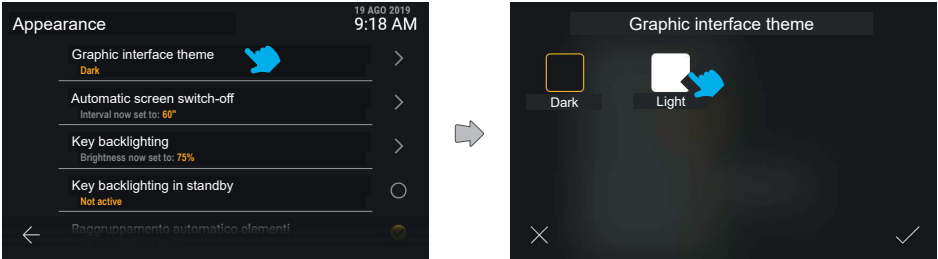 19 AGO 2019
Appearance 9:18 AM
Graphic interface theme
Dark
Automatic screen switch-off
Interval now set to: 60"
Key backlighting
Brightness now set to: 75%
Key backlighting in standby
Not active
Raggruppamento automatico elementi
Graphic interface theme
Dark
Light